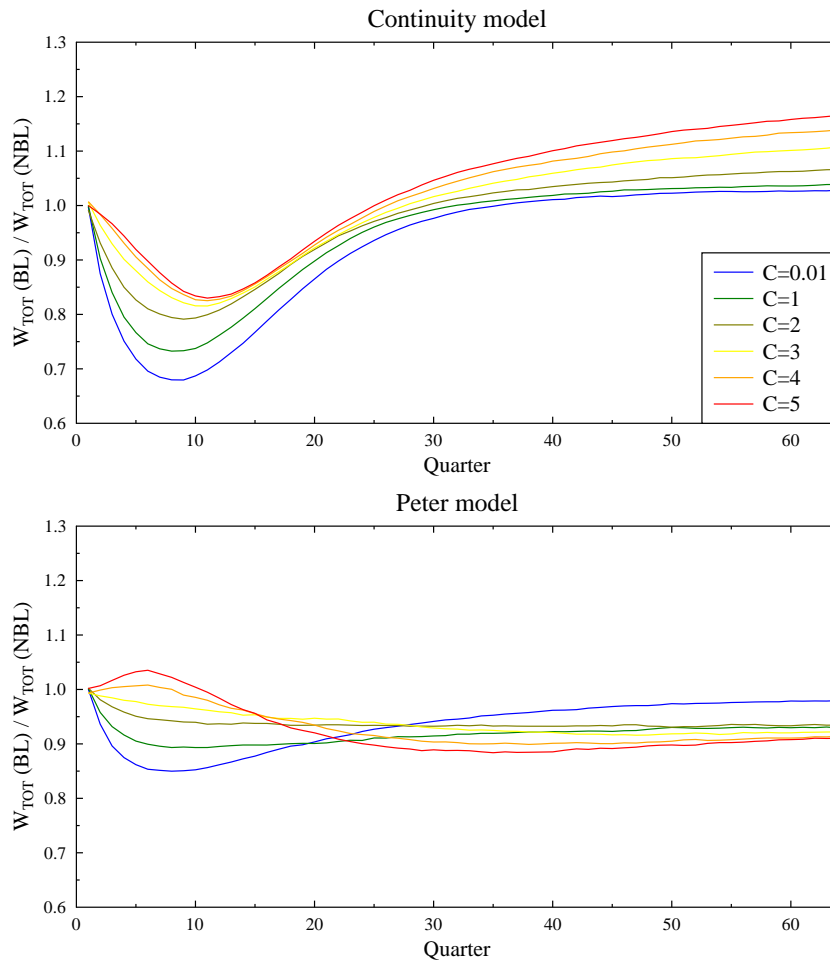 Continuity model
1.3
1.2
1.1
1.0
0.9
0.8
0.7
0.6
W_TOT (BL) / W_TOT (NBL)
0 10 20 30 40 50 60
Quarter
C=0.01
C=1
C=2
C=3
C=4
C=5
Peter model
1.3
1.2
1.1
1.0
0.9
0.8
0.7
0.6
W_TOT (BL) / W_TOT (NBL)
0 10 20 30 40 50 60
Quarter